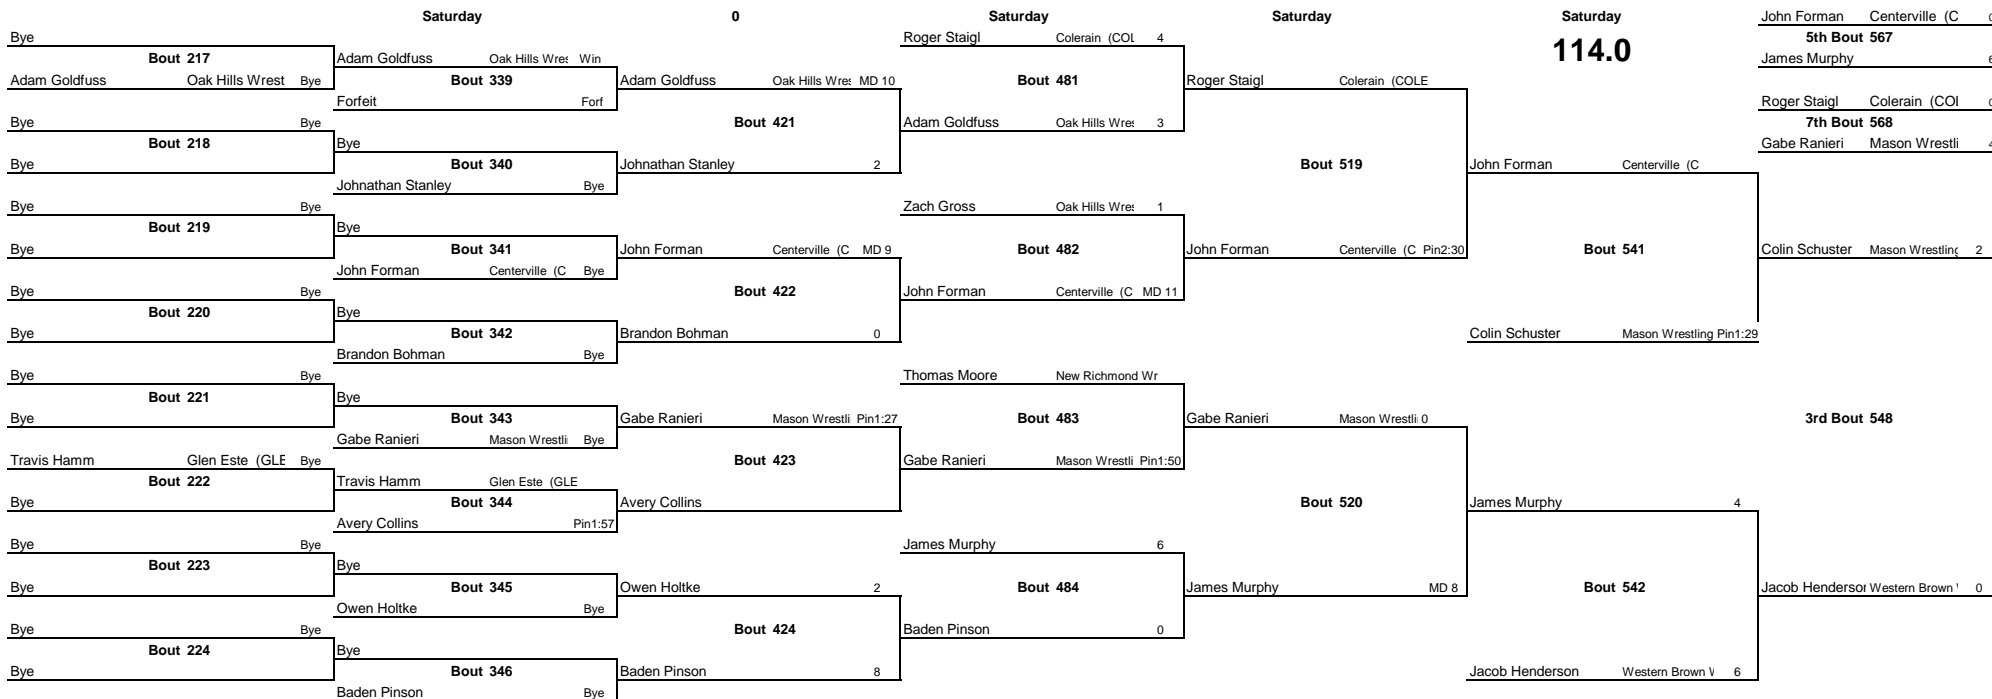 Saturday 0 Saturday Saturday Saturday
114.0
Bye
Bout 217
Adam Goldfuss Oak Hills Wrest Bye
Bye Bye
Bout 218
Bye
Bye Bye
Bout 219
Bye
Bye Bye
Bout 220
Bye
Bye Bye
Bout 221
Bye
Travis Hamm Glen Este (GLE Bye
Bout 222
Bye
Bye Bye
Bout 223
Bye
Bye Bye
Bout 224
Bye
Adam Goldfuss Oak Hills Wres Win
Bout 339
Forfeit Forf
Bye
Bout 340
Johnathan Stanley Bye
Bye
Bout 341
John Forman Centerville (C Bye
Bye
Bout 342
Brandon Bohman Bye
Bye
Bout 343
Gabe Ranieri Mason Wrestli Bye
Travis Hamm Glen Este (GLE
Bout 344
Avery Collins Pin1:57
Bye
Bout 345
Owen Holtke Bye
Bye
Bout 346
Baden Pinson Bye
Adam Goldfuss Oak Hills Wres MD 10
Bout 421
Johnathan Stanley 2
John Forman Centerville (C MD 9
Bout 422
Brandon Bohman 0
Gabe Ranieri Mason Wrestli Pin1:27
Bout 423
Avery Collins
Owen Holtke 2
Bout 424
Baden Pinson 8
Roger Staigl Colerain (COL 4
Bout 481
Adam Goldfuss Oak Hills Wres 3
Zach Gross Oak Hills Wres 1
Bout 482
John Forman Centerville (C MD 11
Thomas Moore New Richmond Wr
Bout 483
Gabe Ranieri Mason Wrestli Pin1:50
James Murphy 6
Bout 484
Baden Pinson 0
Roger Staigl Colerain (COLE
Bout 519
John Forman Centerville (C Pin2:30
Gabe Ranieri Mason Wrestli 0
Bout 520
James Murphy MD 8
John Forman Centerville (C
Bout 541
Colin Schuster Mason Wrestling Pin1:29
James Murphy 4
Bout 542
Jacob Henderson Western Brown 6
John Forman Centerville (C
5th Bout 567
James Murphy
Roger Staigl Colerain (COL
7th Bout 568
Gabe Ranieri Mason Wrestli 4
Colin Schuster Mason Wrestling 2
3rd Bout 548
Jacob Henderson Western Brown 0